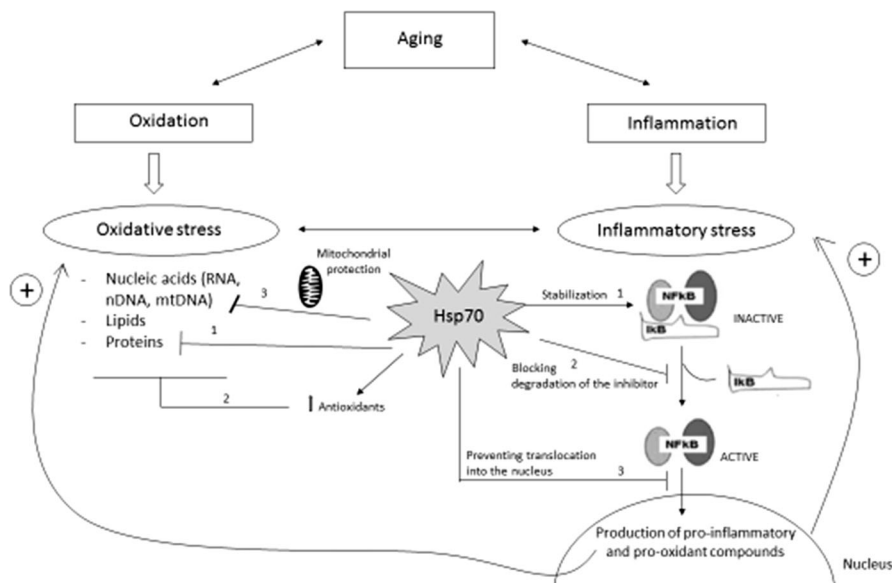 Aging
Oxidation
Inflammation
Oxidative stress
Inflammatory stress
+
- Nucleic acids (RNA,
nDNA, mtDNA)
- Lipids
- Proteins
3
Mitochondrial
protection
1
2
Antioxidants
Hsp70
Stabilization 1
NFkB
IkB
INACTIVE
+
2
Blocking
degradation of the inhibitor
IkB
NFkB
ACTIVE
Preventing translocation
into the nucleus
3
Production of pro-inflammatory
and pro-oxidant compounds
Nucleus